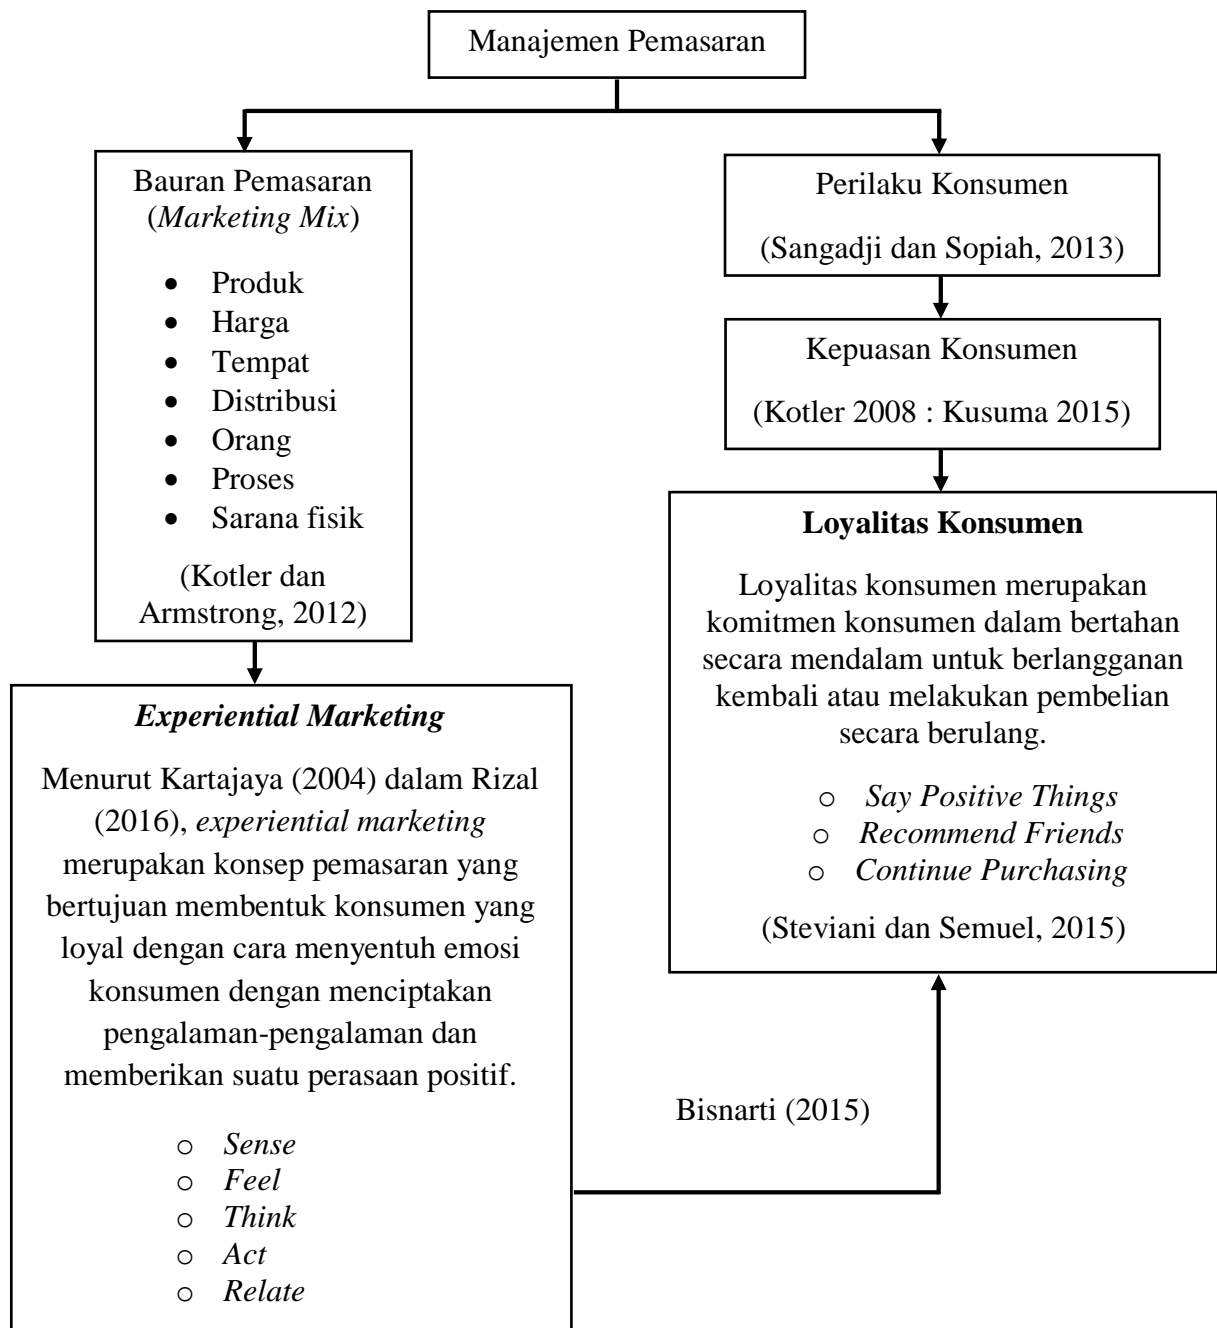 Manajemen Pemasaran
Bauran Pemasaran
(Marketing Mix)
• Produk
• Harga
• Tempat
• Distribusi
• Orang
• Proses
• Sarana fisik
(Kotler dan
Armstrong, 2012)
Experiential Marketing
Menurut Kartajaya (2004) dalam Rizal
(2016), experiential marketing
merupakan konsep pemasaran yang
bertujuan membentuk konsumen yang
loyal dengan cara menyentuh emosi
konsumen dengan menciptakan
pengalaman-pengalaman dan
memberikan suatu perasaan positif.
o Sense
o Feel
o Think
o Act
o Relate
Perilaku Konsumen
(Sangadji dan Sopiah, 2013)
Kepuasan Konsumen
(Kotler 2008 : Kusuma 2015)
Loyalitas Konsumen
Loyalitas konsumen merupakan
komitmen konsumen dalam bertahan
secara mendalam untuk berlangganan
kembali atau melakukan pembelian
secara berulang.
o Say Positive Things
o Recommend Friends
o Continue Purchasing
(Steviani dan Semuel, 2015)
Bisnarti (2015)